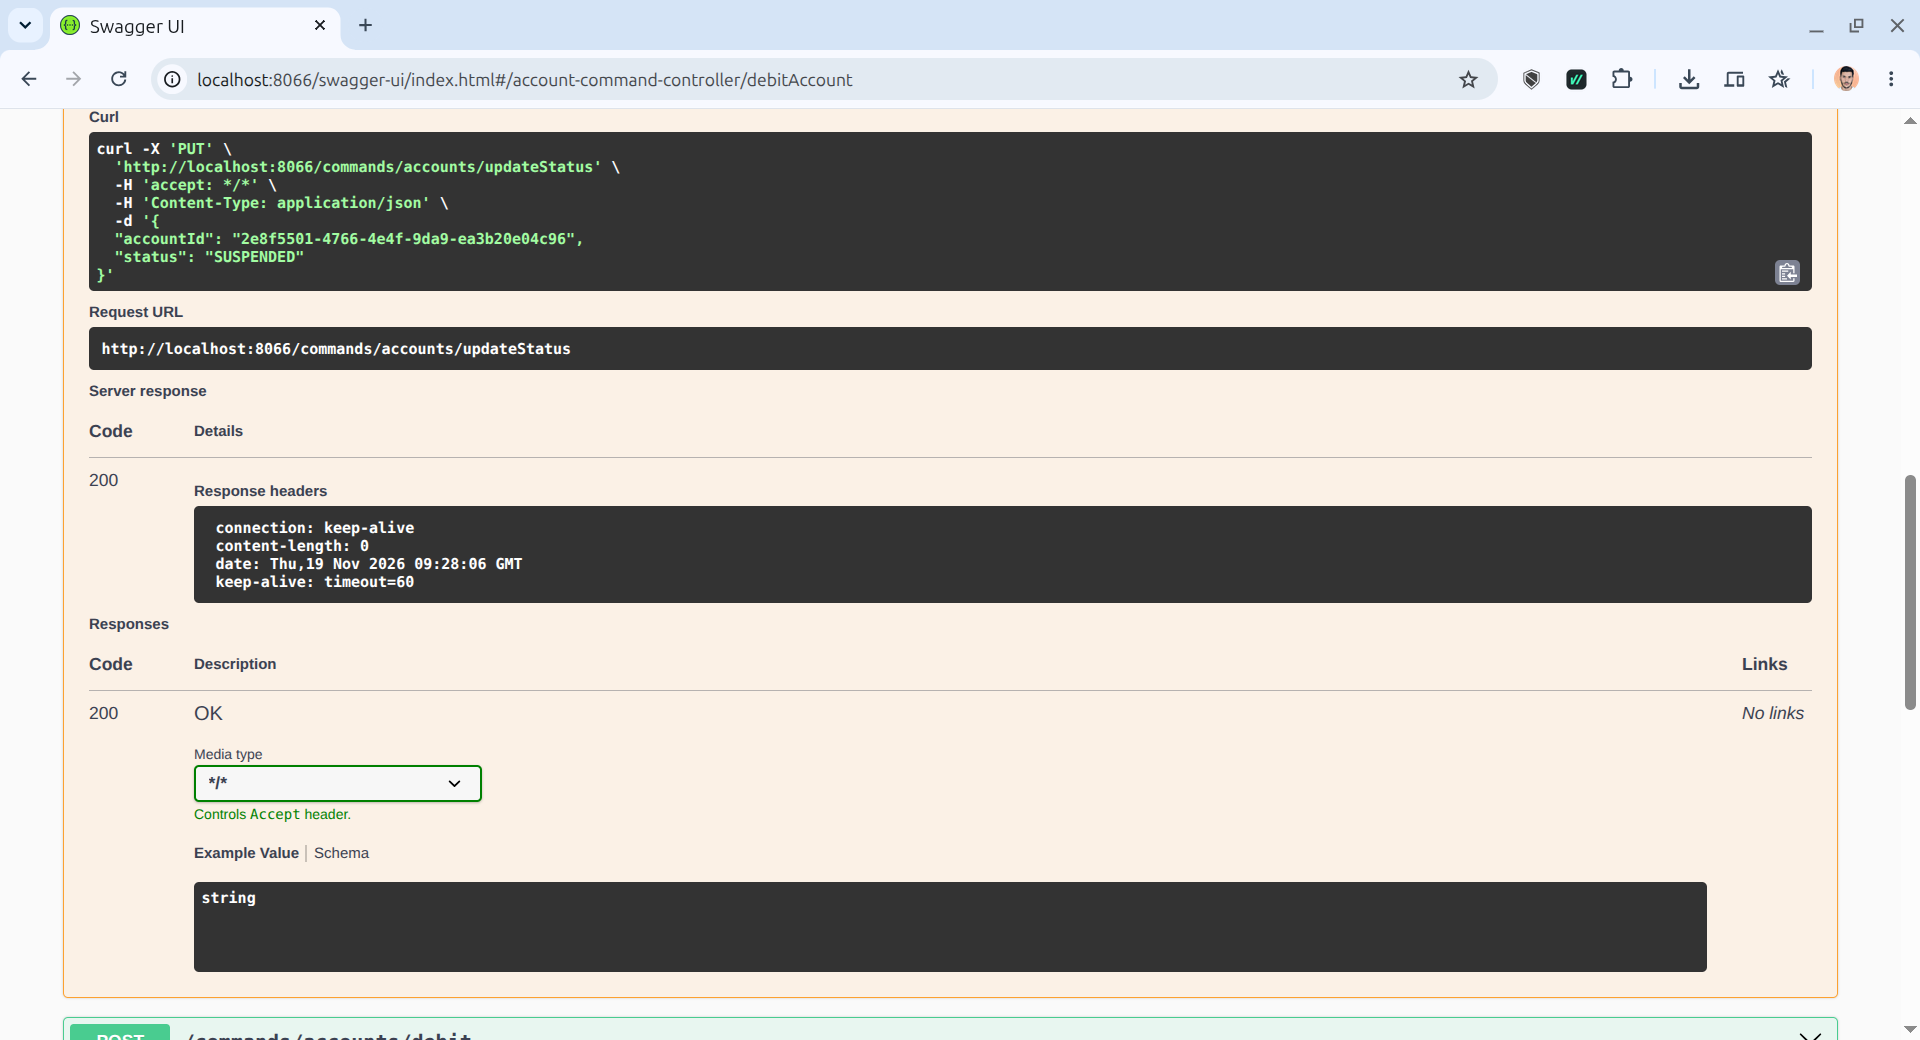 Swagger UI
localhost:8066/swagger-ui/index.html#/account-command-controller/debitAccount
Curl
curl -X 'PUT' \
'http://localhost:8066/commands/accounts/updateStatus' \
-H 'accept: */*' \
-H 'Content-Type: application/json' \
-d '{
"accountId": "2e8f5501-4766-4e4f-9da9-ea3b20e04c96",
"status": "SUSPENDED"
}'
Request URL
http://localhost:8066/commands/accounts/updateStatus
Server response
Code Details
200
Response headers
connection: keep-alive
content-length: 0
date: Thu,19 Nov 2026 09:28:06 GMT
keep-alive: timeout=60
Responses
Code Description Links
200 OK No links
Media type
*/*
Controls Accept header.
Example Value Schema
string
POST /commands/accounts/debit